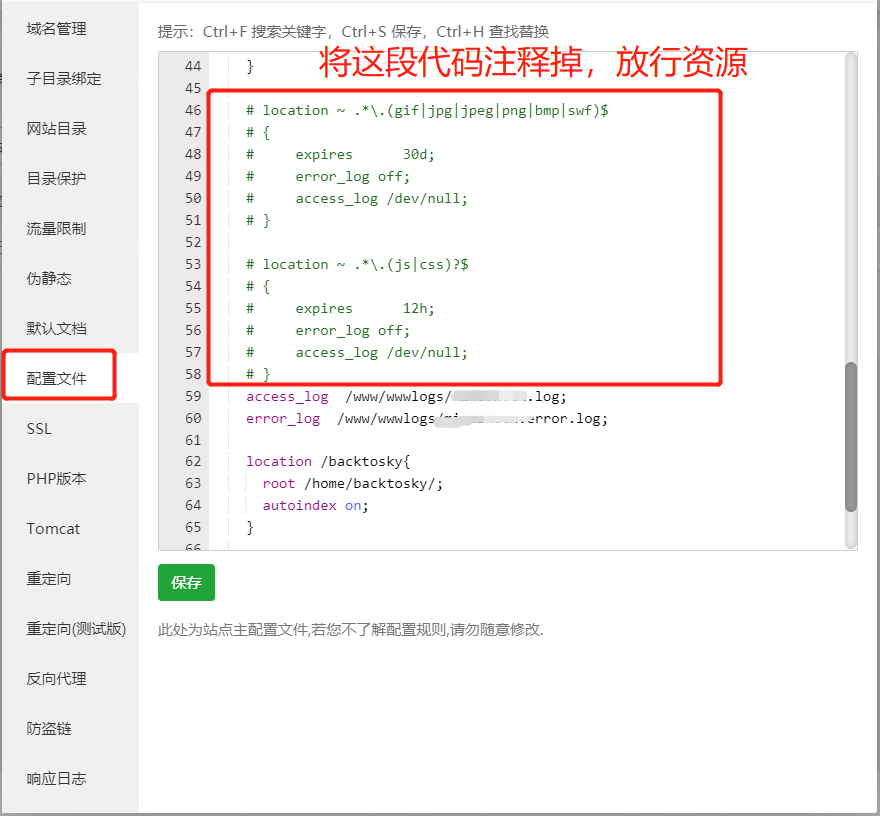 域名管理
子目录绑定
网站目录
目录保护
流量限制
伪静态
默认文档
配置文件
SSL
PHP版本
Tomcat
重定向
重定向(测试版)
反向代理
防盗链
响应日志
提示：Ctrl+F 搜索关键字，Ctrl+S 保存，Ctrl+H 查找替换
将这段代码注释掉，放行资源
44 }
45
46 # location ~ .*\.(gif|jpg|jpeg|png|bmp|swf)$
47 # {
48 #     expires      30d;
49 #     error_log off;
50 #     access_log /dev/null;
51 # }
52
53 # location ~ .*\.(js|css)?$
54 # {
55 #     expires      12h;
56 #     error_log off;
57 #     access_log /dev/null;
58 # }
59 access_log  /www/wwwlogs/ .log;
60 error_log  /www/wwwlogs/ error.log;
61
62 location /backtosky{
63   root /home/backtosky/;
64   autoindex on;
65 }
66
保存
此处为站点主配置文件,若您不了解配置规则,请勿随意修改.